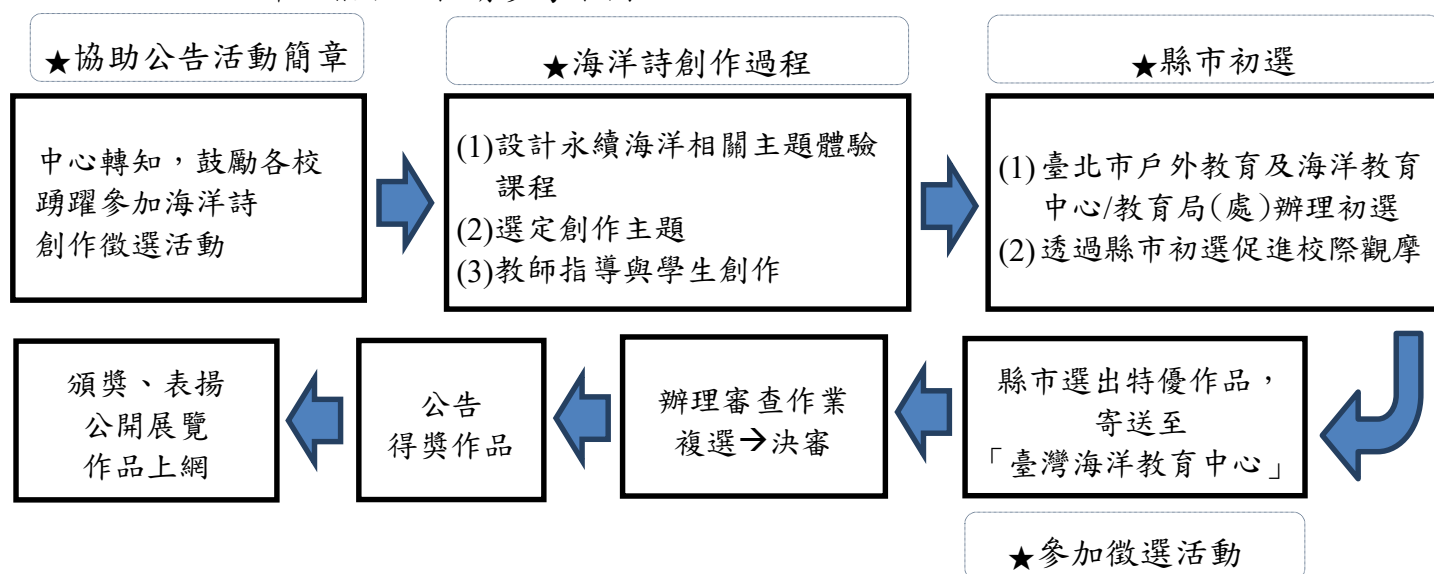 ★協助公告活動簡章
中心轉知，鼓勵各校
踴躍參加海洋詩
創作徵選活動
★海洋詩創作過程
(1)設計永續海洋相關主題體驗
課程
(2)選定創作主題
(3)教師指導與學生創作
★縣市初選
(1)臺北市戶外教育及海洋教育
中心/教育局(處)辦理初選
(2)透過縣市初選促進校際觀摩
縣市選出特優作品，
寄送至
「臺灣海洋教育中心」
★參加徵選活動
辦理審查作業
複選→決審
公告
得獎作品
頒獎、表揚
公開展覽
作品上網